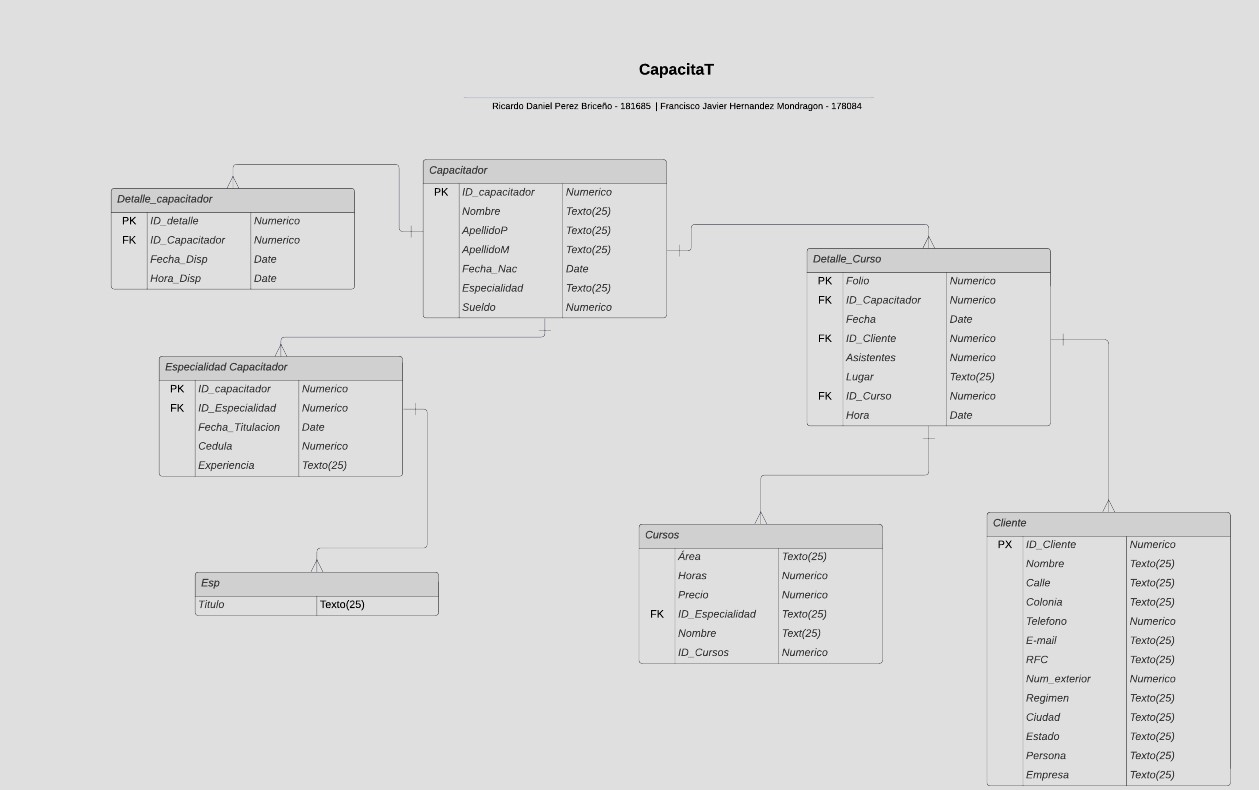 CapacitaT
Ricardo Daniel Perez Briceño - 181685 | Francisco Javier Hernandez Mondragon - 178084
Capacitador
PK ID_capacitador Numerico
Nombre Texto(25)
ApellidoP Texto(25)
ApellidoM Texto(25)
Fecha_Nac Date
Especialidad Texto(25)
Sueldo Numerico
Detalle_capacitador
PK ID_detalle Numerico
FK ID_Capacitador Numerico
Fecha_Disp Date
Hora_Disp Date
Detalle_Curso
PK Folio Numerico
FK ID_Capacitador Numerico
Fecha Date
FK ID_Cliente Numerico
Asistentes Numerico
Lugar Texto(25)
FK ID_Curso Numerico
Hora Date
Especialidad Capacitador
PK ID_capacitador Numerico
FK ID_Especialidad Numerico
Fecha_Titulacion Date
Cedula Numerico
Experiencia Texto(25)
Esp
Titulo Texto(25)
Cursos
Área Texto(25)
Horas Numerico
Precio Numerico
FK ID_Especialidad Texto(25)
Nombre Text(25)
ID_Cursos Numerico
Cliente
PX ID_Cliente Numerico
Nombre Texto(25)
Calle Texto(25)
Colonia Texto(25)
Telefono Numerico
E-mail Texto(25)
RFC Texto(25)
Num_exterior Numerico
Regimen Texto(25)
Ciudad Texto(25)
Estado Texto(25)
Persona Texto(25)
Empresa Texto(25)